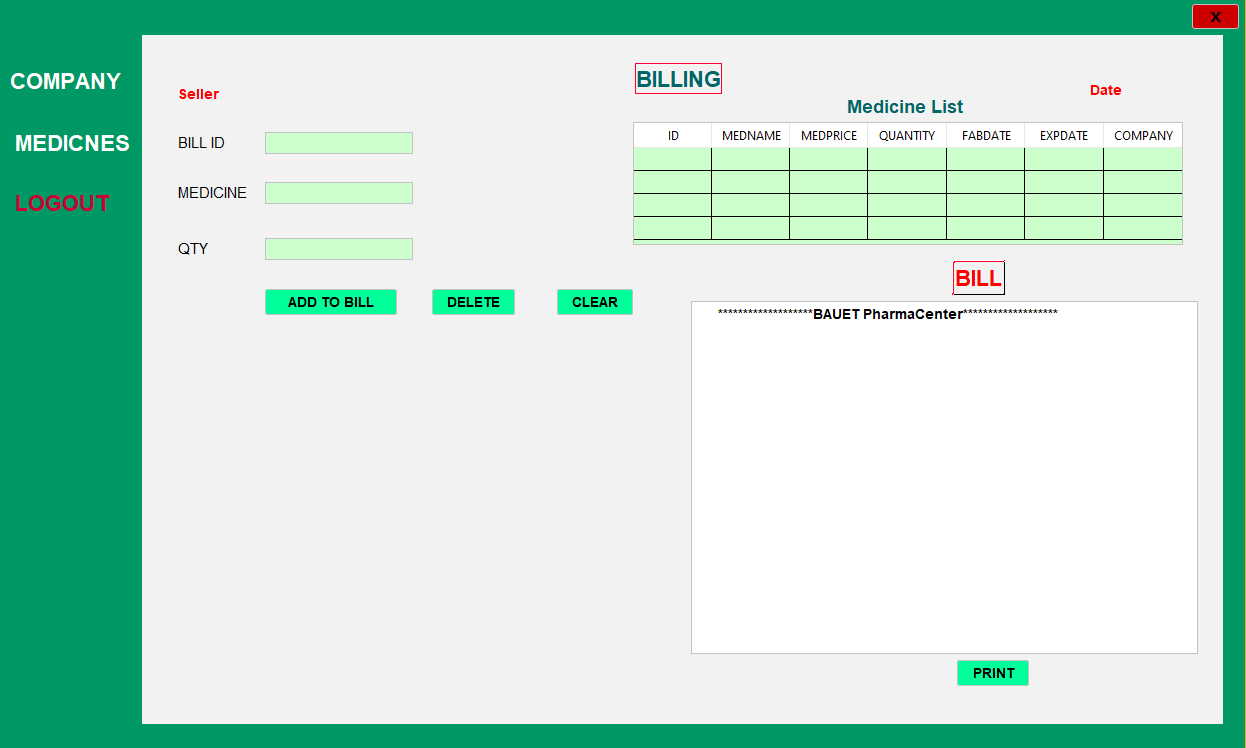 X
COMPANY
MEDICNES
LOGOUT
Seller
BILLING
Date
Medicine List
BILL ID
MEDICINE
QTY
ADD TO BILL DELETE CLEAR
ID MEDNAME MEDPRICE QUANTITY FABDATE EXPDATE COMPANY
BILL
*******************BAUET PharmaCenter*******************
PRINT